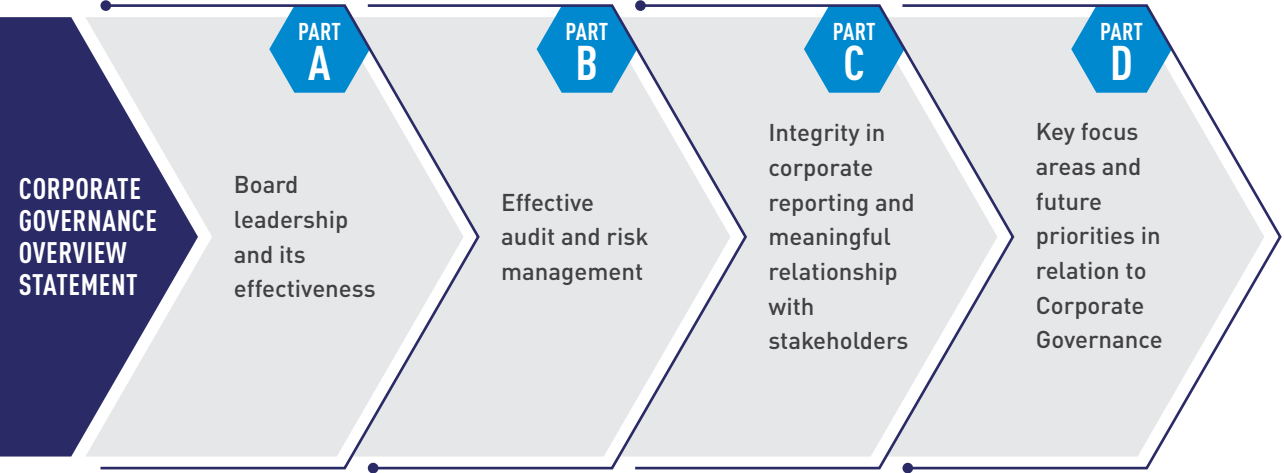 CORPORATE
GOVERNANCE
OVERVIEW
STATEMENT
PART
A
Board
leadership
and its
effectiveness
PART
B
Effective
audit and risk
management
PART
C
Integrity in
corporate
reporting and
meaningful
relationship
with
stakeholders
PART
D
Key focus
areas and
future
priorities in
relation to
Corporate
Governance